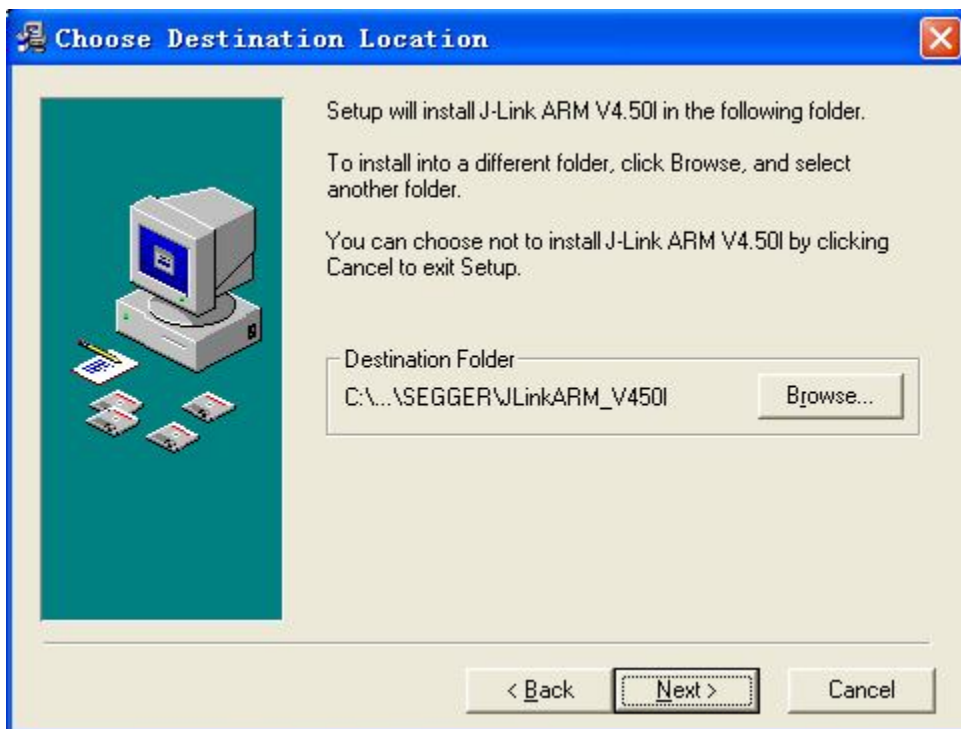 Choose Destination Location
Setup will install J-Link ARM V4.50l in the following folder.
To install into a different folder, click Browse, and select
another folder.
You can choose not to install J-Link ARM V4.50l by clicking
Cancel to exit Setup.
Destination Folder
C:\...\SEGGER\JLinkARM_V450l
Browse...
< Back
Next >
Cancel